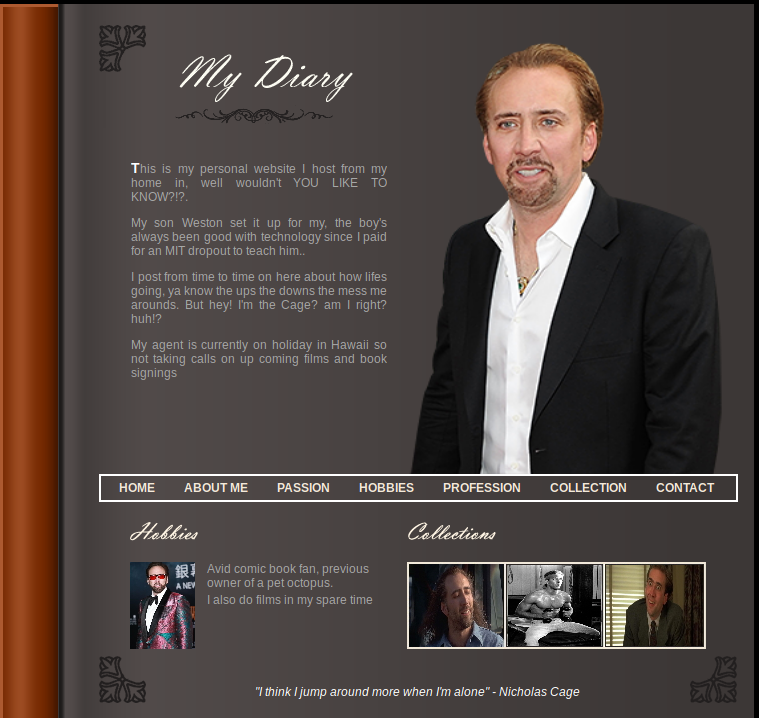 My Diary
This is my personal website I host from my
home in, well wouldn't YOU LIKE TO
KNOW?!?.
My son Weston set it up for my, the boy's
always been good with technology since I paid
for an MIT dropout to teach him..
I post from time to time on here about how lifes
going, ya know the ups the downs the mess me
arounds. But hey! I'm the Cage? am I right?
huh!?
My agent is currently on holiday in Hawaii so
not taking calls on up coming films and book
signings
HOME ABOUT ME PASSION HOBBIES PROFESSION COLLECTION CONTACT
Hobbies
Collections
銀幕
A NEW
Avid comic book fan, previous
owner of a pet octopus.
I also do films in my spare time
"I think I jump around more when I'm alone" - Nicholas Cage